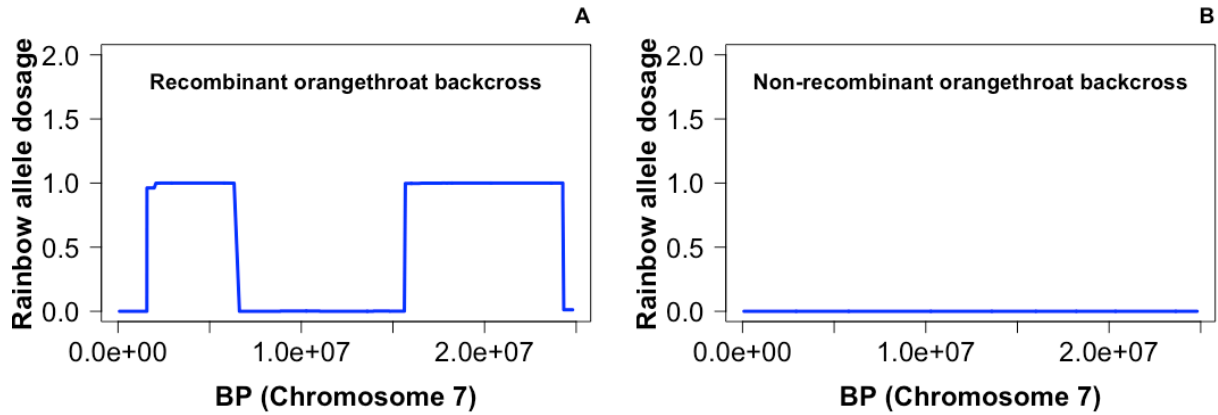 A
Rainbow allele dosage
2.0
1.5
1.0
0.5
0.0
Recombinant orangethroat backcross
0.0e+00 1.0e+07 2.0e+07
BP (Chromosome 7)
B
Rainbow allele dosage
2.0
1.5
1.0
0.5
0.0
Non-recombinant orangethroat backcross
0.0e+00 1.0e+07 2.0e+07
BP (Chromosome 7)